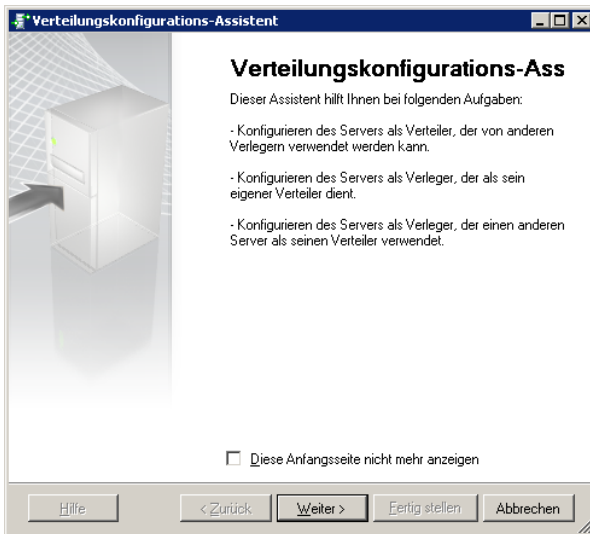 Verteilungskonfigurations-Assistent
Verteilungskonfigurations-Ass
Dieser Assistent hilft Ihnen bei folgenden Aufgaben:
- Konfigurieren des Servers als Verteiler, der von anderen
Verlegern verwendet werden kann.
- Konfigurieren des Servers als Verleger, der als sein
eigener Verteiler dient.
- Konfigurieren des Servers als Verleger, der einen anderen
Server als seinen Verteiler verwendet.
Diese Anfangsseite nicht mehr anzeigen
Hilfe
< Zurück
Weiter >
Fertig stellen
Abbrechen